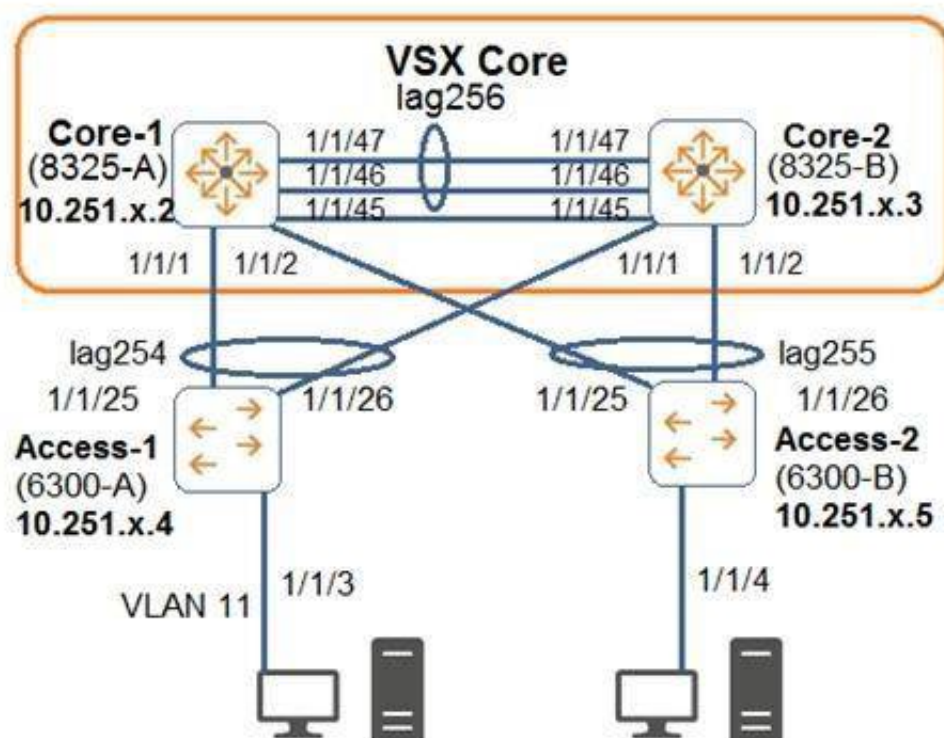 VSX Core
lag256
Core-1
(8325-A)
10.251.x.2
1/1/47
1/1/46
1/1/45
1/1/47
1/1/46
1/1/45
Core-2
(8325-B)
10.251.x.3
1/1/1
1/1/2
1/1/1
1/1/2
lag254
lag255
1/1/25
1/1/26
1/1/25
1/1/26
Access-1
(6300-A)
10.251.x.4
Access-2
(6300-B)
10.251.x.5
VLAN 11
1/1/3
1/1/4